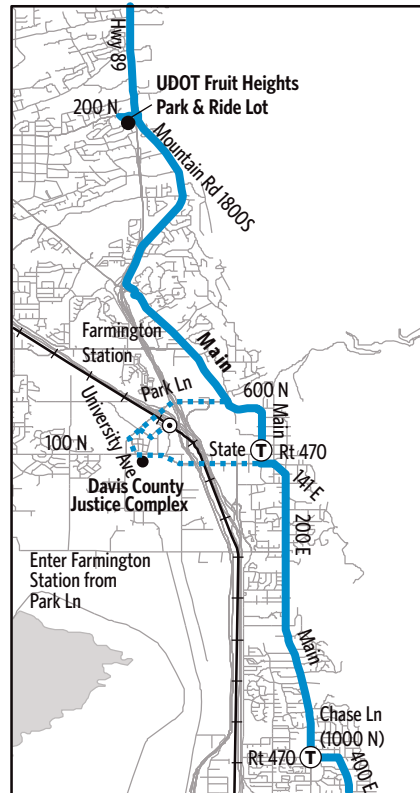 Hwy 89
UDOT Fruit Heights
Park & Ride Lot
200 N
Mountain Rd 1800S
Farmington
Station
Main
Park Ln
600 N
University Ave
Main
100 N
State T Rt 470
141 E
Davis County
Justice Complex
200 E
Enter Farmington
Station from
Park Ln
Main
Chase Ln
(1000 N)
Rt 470 T
400 E